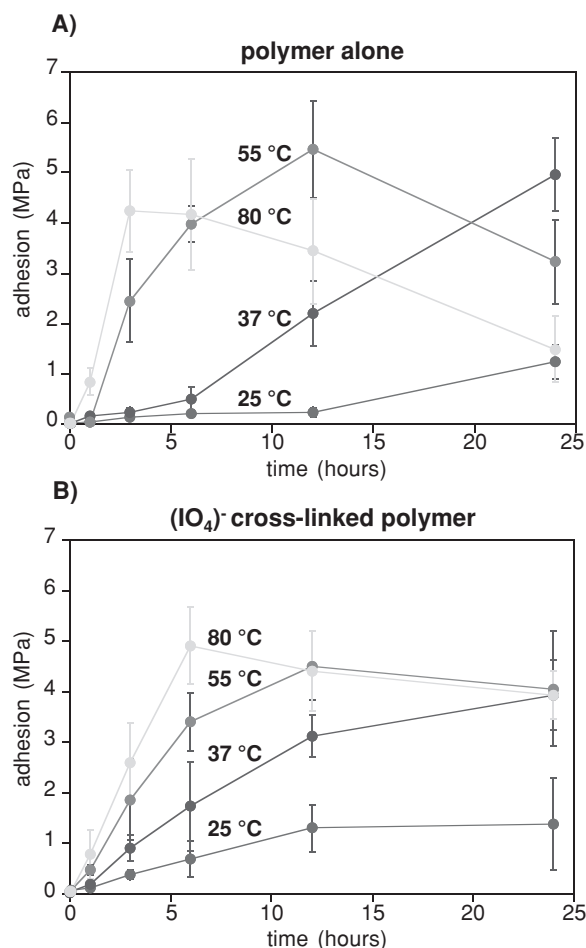 A)
polymer alone
7
6
5
4
3
2
1
0
adhesion (MPa)
55 °C
80 °C
37 °C
25 °C
0 5 10 15 20 25
time (hours)
B)
(IO₄)⁻ cross-linked polymer
7
6
5
4
3
2
1
0
adhesion (MPa)
80 °C
55 °C
37 °C
25 °C
0 5 10 15 20 25
time (hours)